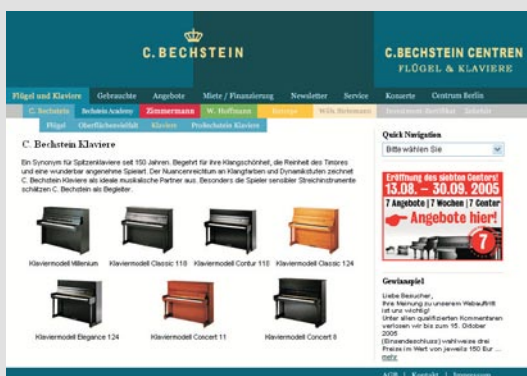 C.BECHSTEIN
C.BECHSTEIN CENTREN
FLÜGEL & KLAVIERE
Flügel und Klaviere Gebrauchte Angebote Miete / Finanzierung Newsletter Service Konzerte Centrum Berlin
C. Bechstein Bechstein Academy Zimmermann W. Hoffmann
Flügel Oberflächenvielfalt Klaviere Probechstein Klaviere
C. Bechstein Klaviere
Ein Synonym für Spitzenklaviere seit 150 Jahren. Begehrt für ihre Klangschönheit, die Reinheit des Timbres
und eine wunderbar angenehme Spielart. Der Nuancenreichtum an Klangfarben und Dynamikstufen zeichnet
C. Bechstein Klaviere als ideale musikalische Partner aus. Besonders die Spieler sensibler Streichinstrumente
schätzen C. Bechstein als Begleiter.
Klaviermodell Millenium Klaviermodell Classic 118 Klaviermodell Contur 118 Klaviermodell Classic 124
Klaviermodell Elegance 124 Klaviermodell Concert 11 Klaviermodell Concert 8
Quick Navigation
Bitte wählen Sie
Eröffnung des siebten Centers!
13.08. – 30.09. 2005
7 Angebote | 7 Wochen | 7 Center
Angebote hier!
7
Gewinnspiel
Liebe Besucher,
Ihre Meinung zu unserem Webauftritt
ist uns wichtig!
Unter allen qualifizierten Kommentaren
verlosen wir bis zum 15. Oktober
2005
(Einsendeschluss) wahlweise drei
Preise im Wert von jeweils 150 Eur ...
mehr
AGB | Kontakt | Impressum